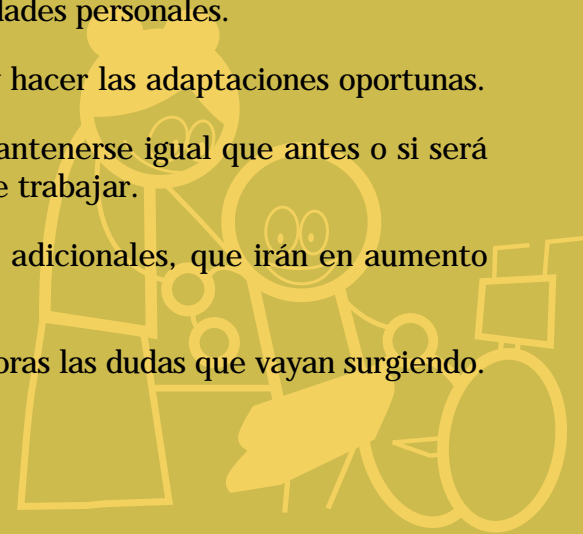 dades personales.
hacer las adaptaciones oportunas.
antenerse igual que antes o si será
e trabajar.
adicionales, que irán en aumento
oras las dudas que vayan surgiendo.